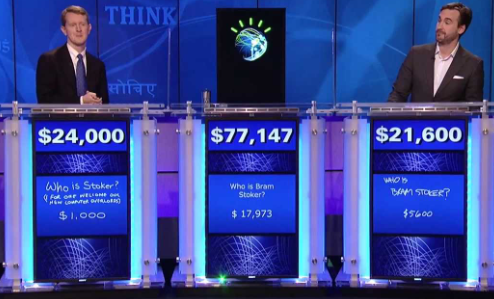 THINK
सोचिए
$24,000
$77,147
$21,600
Who is Stoker?
(I FOR ONE WELCOME OUR
NEW COMPUTER OVERLORDS)
$1,000
Who is Bram
Stoker?
$ 17,973
WHO IS
BRAM STOKER?
$5600